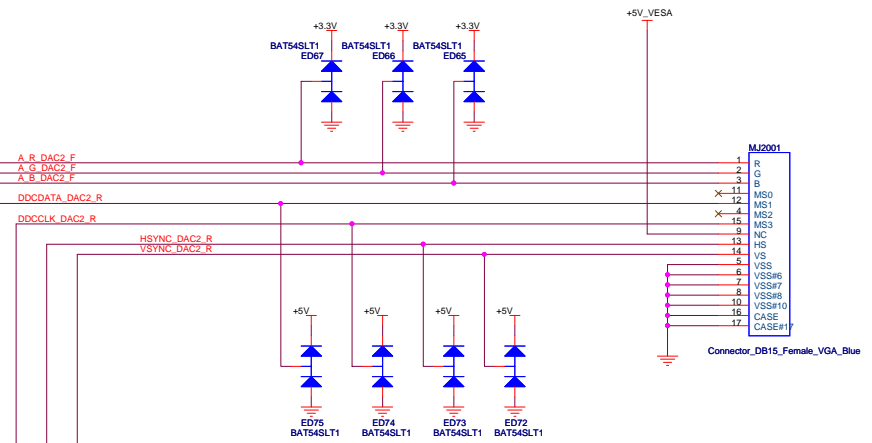 +5V_VESA
+3.3V +3.3V +3.3V
BAT54SLT1 BAT54SLT1 BAT54SLT1
ED67 ED66 ED65
MJ2001
A_R_DAC2_F 1 R
A_G_DAC2_F 2 G
A_B_DAC2_F 3 B
11 MS0
DDCDATA_DAC2_R 12 MS1
4 MS2
DDCCLK_DAC2_R 15 MS3
9 NC
HSYNC_DAC2_R 13 HS
VSYNC_DAC2_R 14 VS
5 VSS
6 VSS#6
7 VSS#7
8 VSS#8
10 VSS#10
16 CASE
17 CASE#17
Connector_DB15_Female_VGA_Blue
+5V +5V +5V +5V
ED75 ED74 ED73 ED72
BAT54SLT1 BAT54SLT1 BAT54SLT1 BAT54SLT1